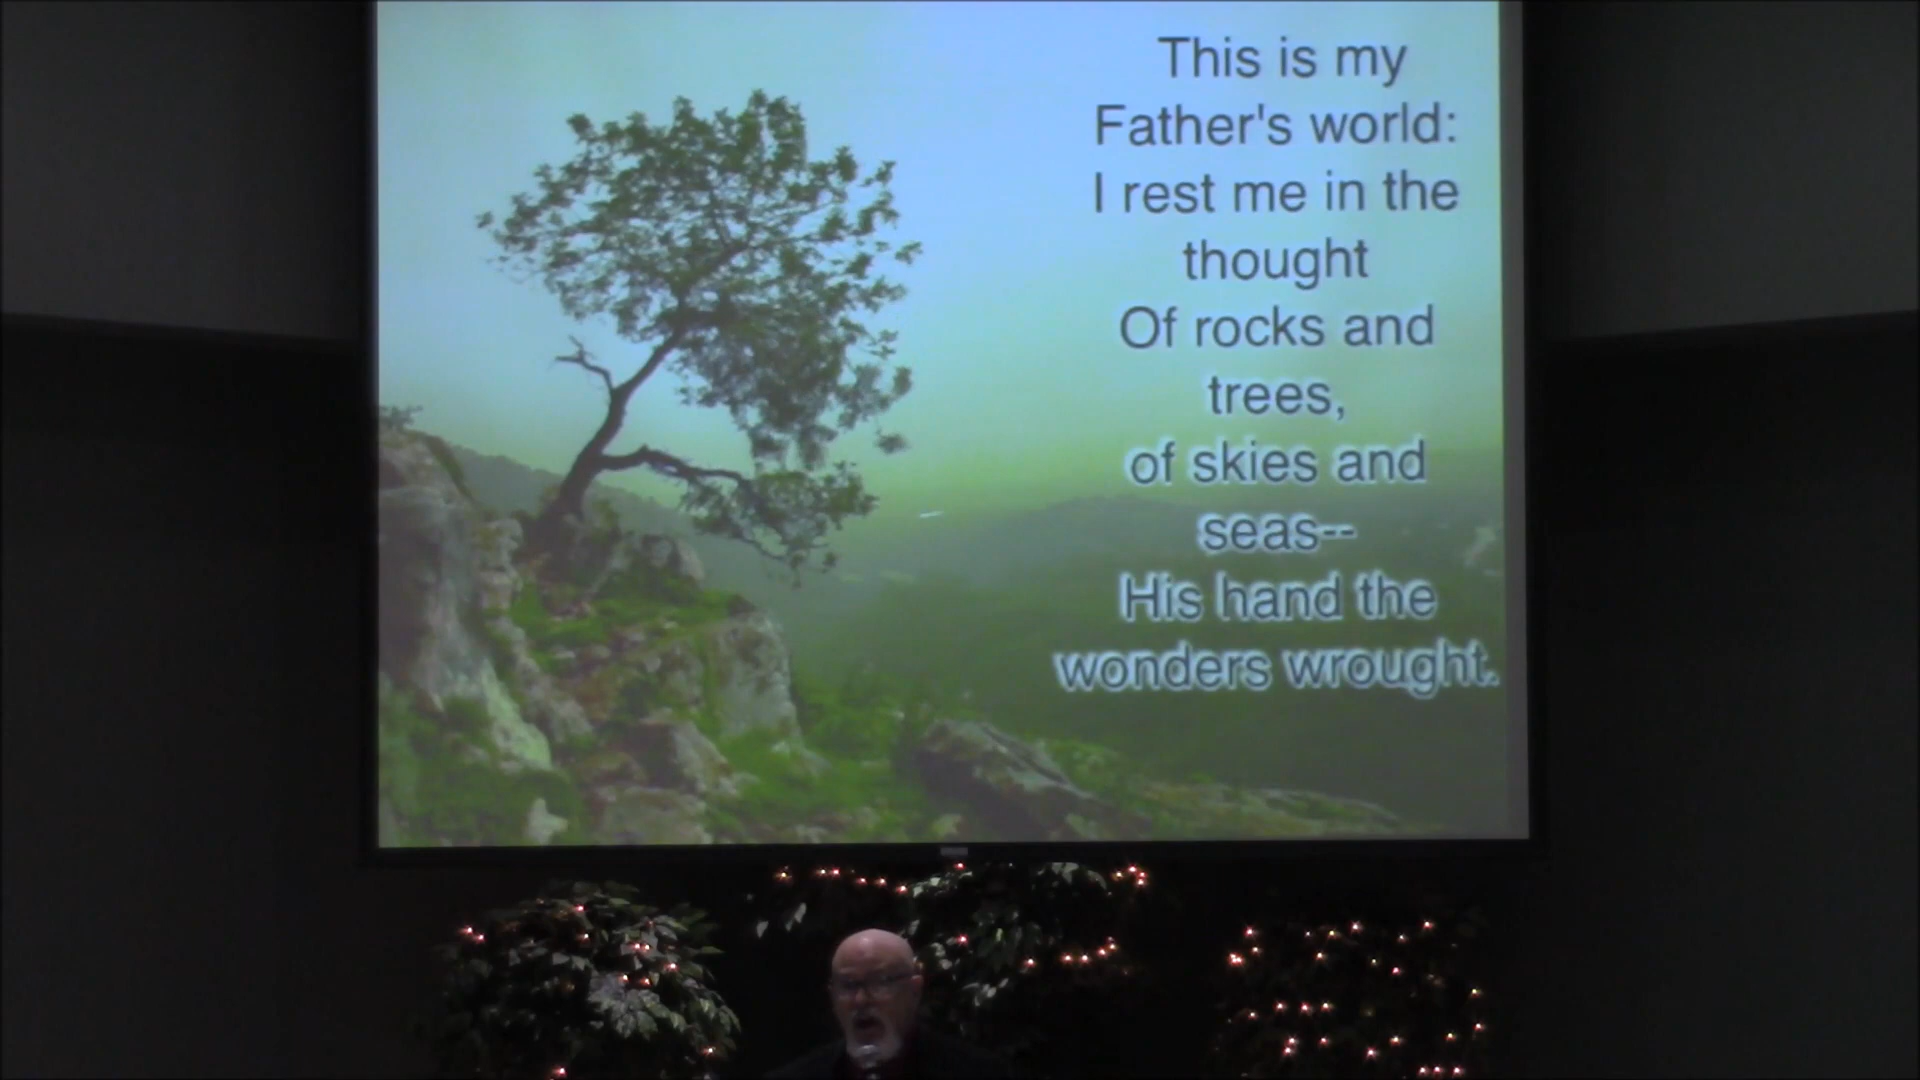 This is my
Father's world:
I rest me in the
thought
Of rocks and
trees,
of skies and
seas--
His hand the
wonders wrought.